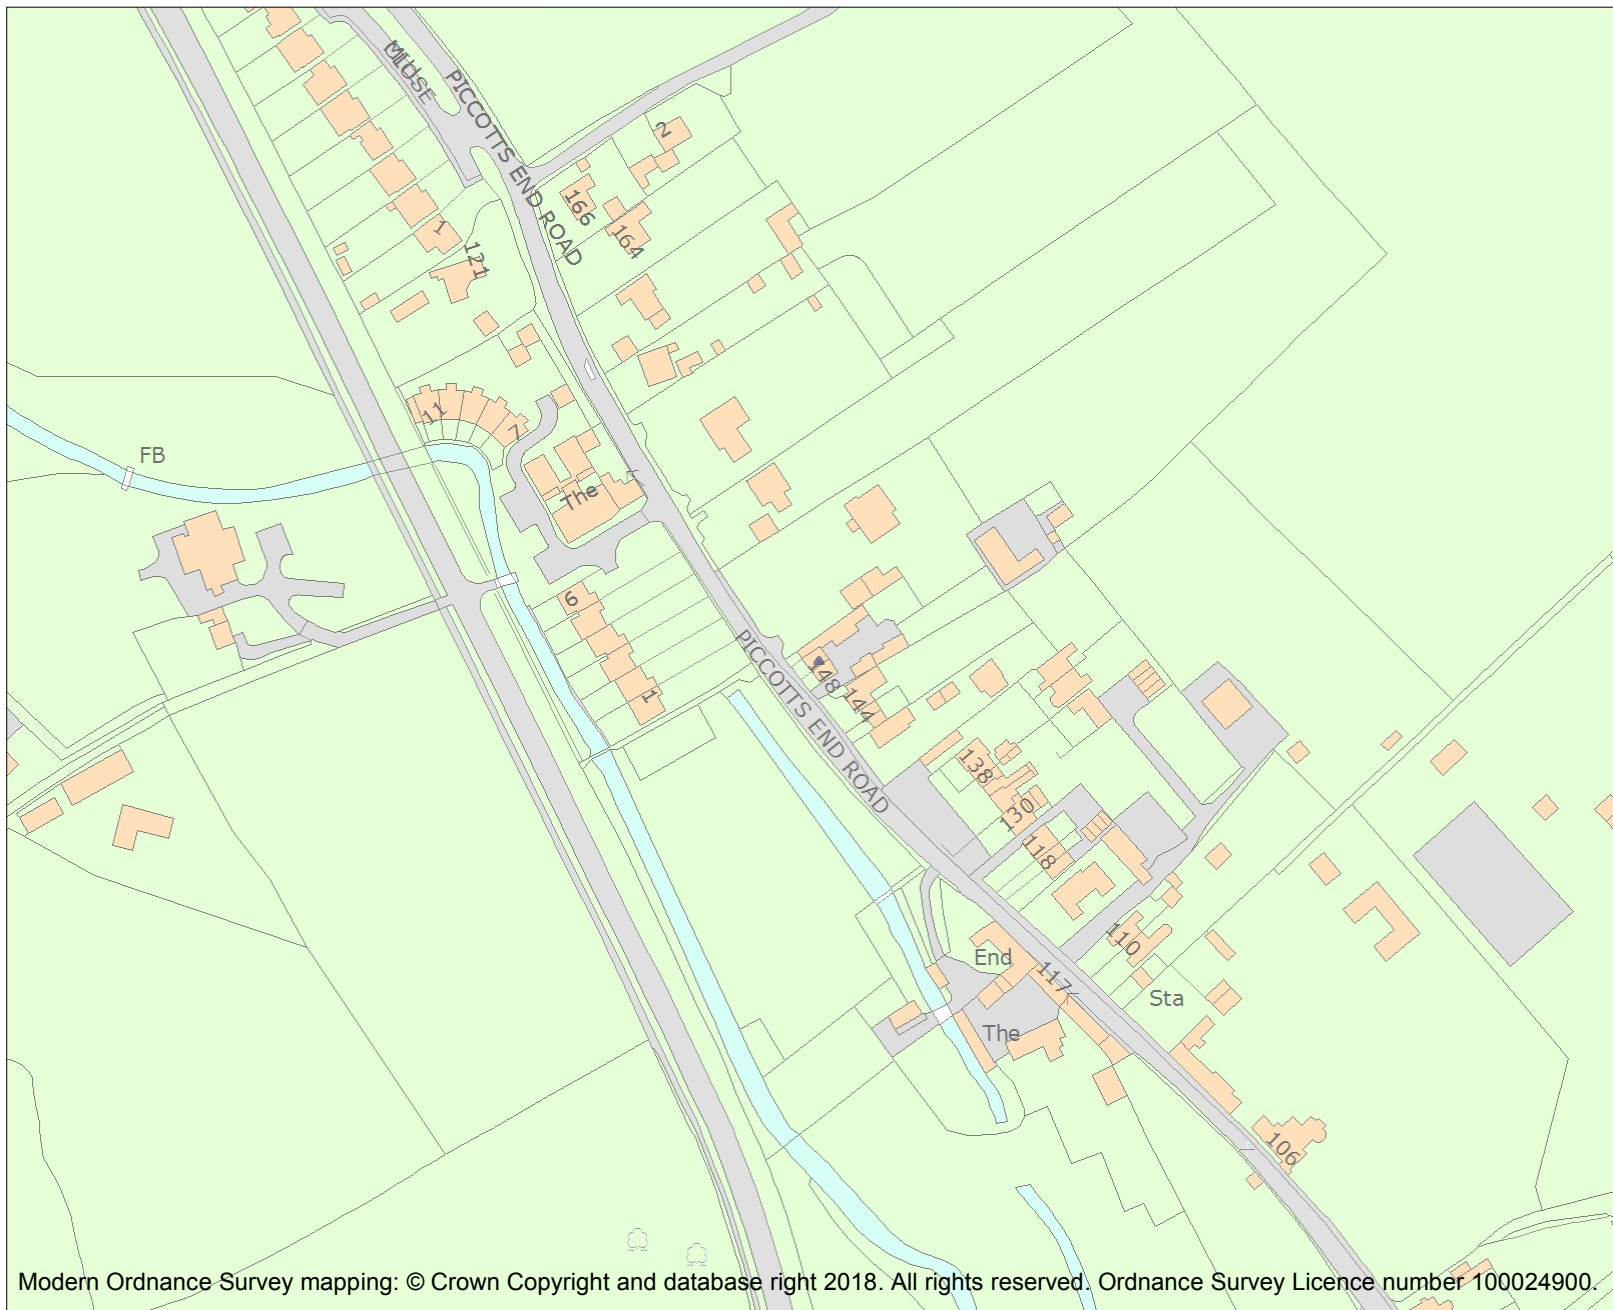 PICCOTTS END ROAD
2
166
164
1
121
11
7
FB
The
6
1
PICCOTTS END ROAD
148
144
138
130
118
110
End
117
Sta
The
106
Modern Ordnance Survey mapping: © Crown Copyright and database right 2018. All rights reserved. Ordnance Survey Licence number 100024900.